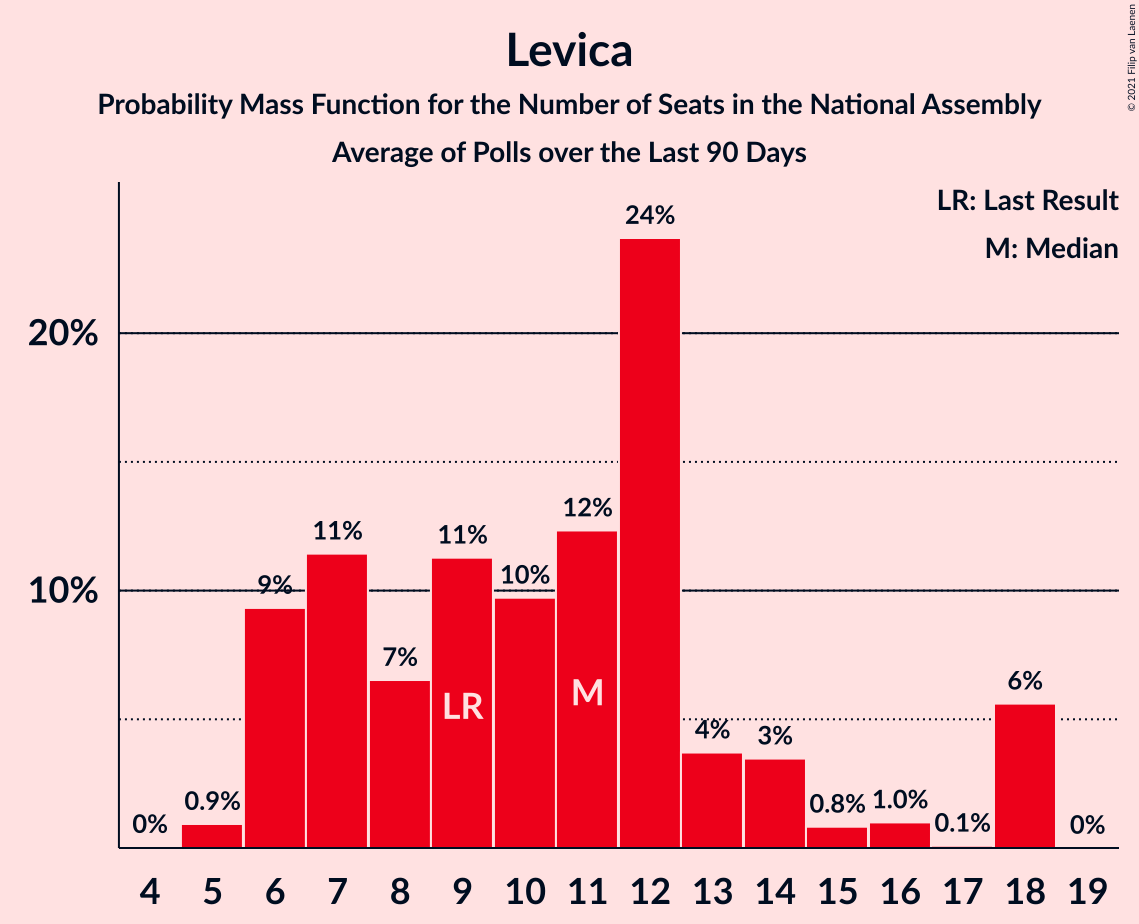 Levica
Probability Mass Function for the Number of Seats in the National Assembly
Average of Polls over the Last 90 Days
© 2021 Filip van Laenen
LR: Last Result
M: Median
20%
10%
0%
0.9%
9%
11%
7%
11%
10%
12%
24%
4%
3%
0.8%
1.0%
0.1%
6%
0%
LR
M
4 5 6 7 8 9 10 11 12 13 14 15 16 17 18 19